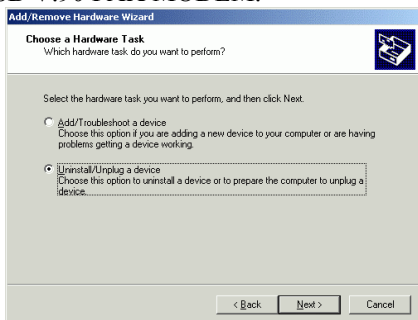 V.90 FAX MODEM.
Add/Remove Hardware Wizard
Choose a Hardware Task
Which hardware task do you want to perform?
Select the hardware task you want to perform, and then click Next.
Add/Troubleshoot a device
Choose this option if you are adding a new device to your computer or are having
problems getting a device working.
Uninstall/Unplug a device
Choose this option to uninstall a device or to prepare the computer to unplug a
device.
< Back
Next >
Cancel